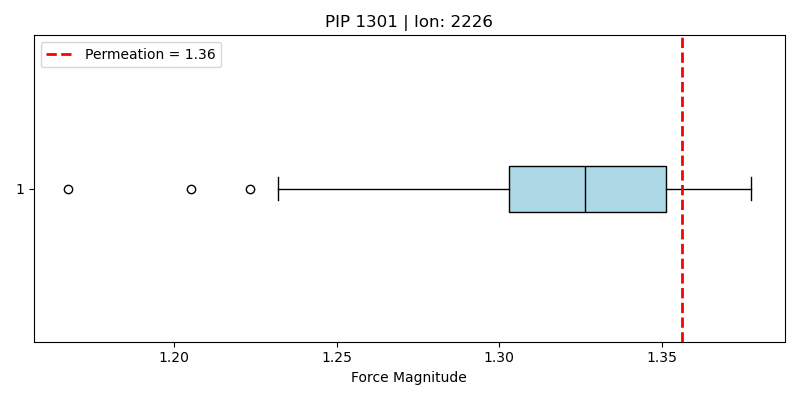 PIP 1301 | Ion: 2226
Permeation = 1.36
1
1.20 1.25 1.30 1.35
Force Magnitude